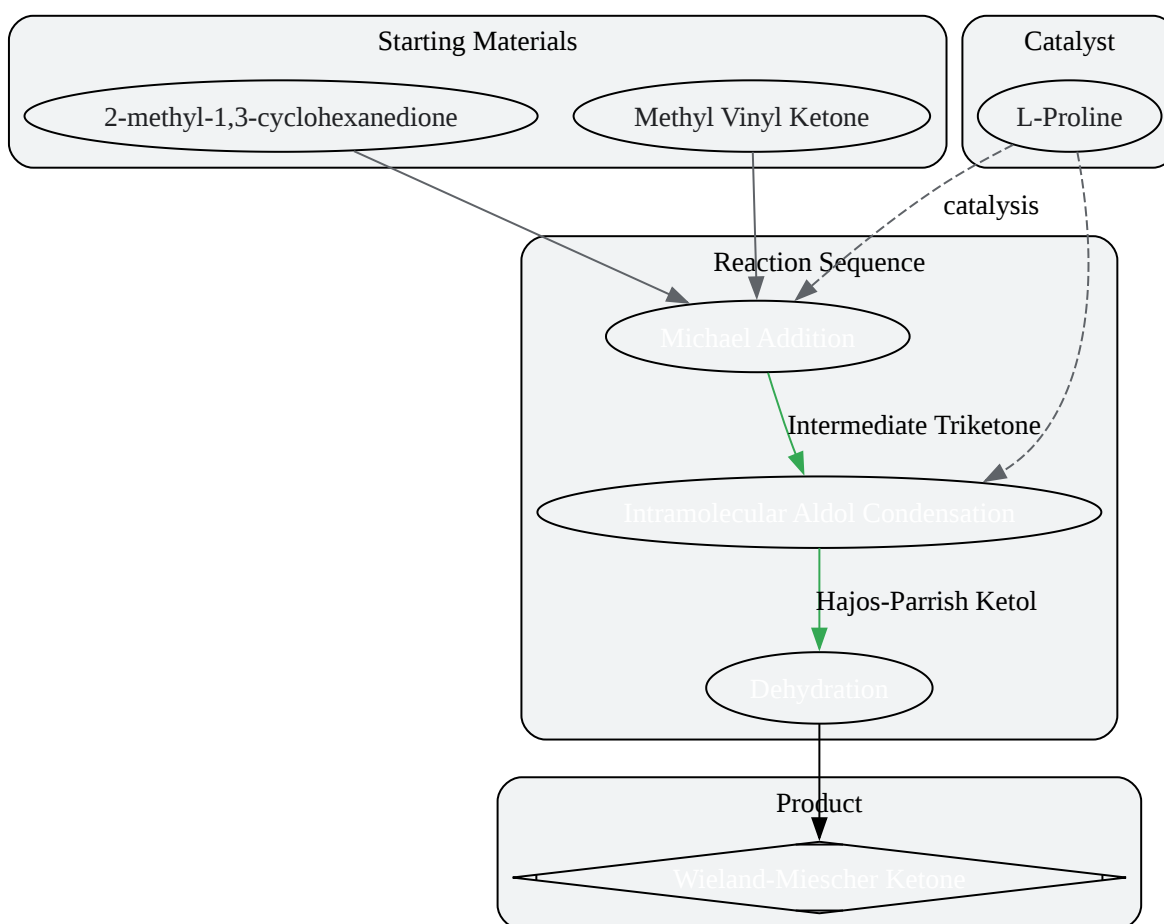 Starting Materials
Catalyst
2-methyl-1,3-cyclohexanedione
Methyl Vinyl Ketone
L-Proline
catalysis
Reaction Sequence
Michael Addition
Intermediate Triketone
Intramolecular Aldol Condensation
Hajos-Parrish Ketol
Dehydration
Product
Wieland-Miescher Ketone